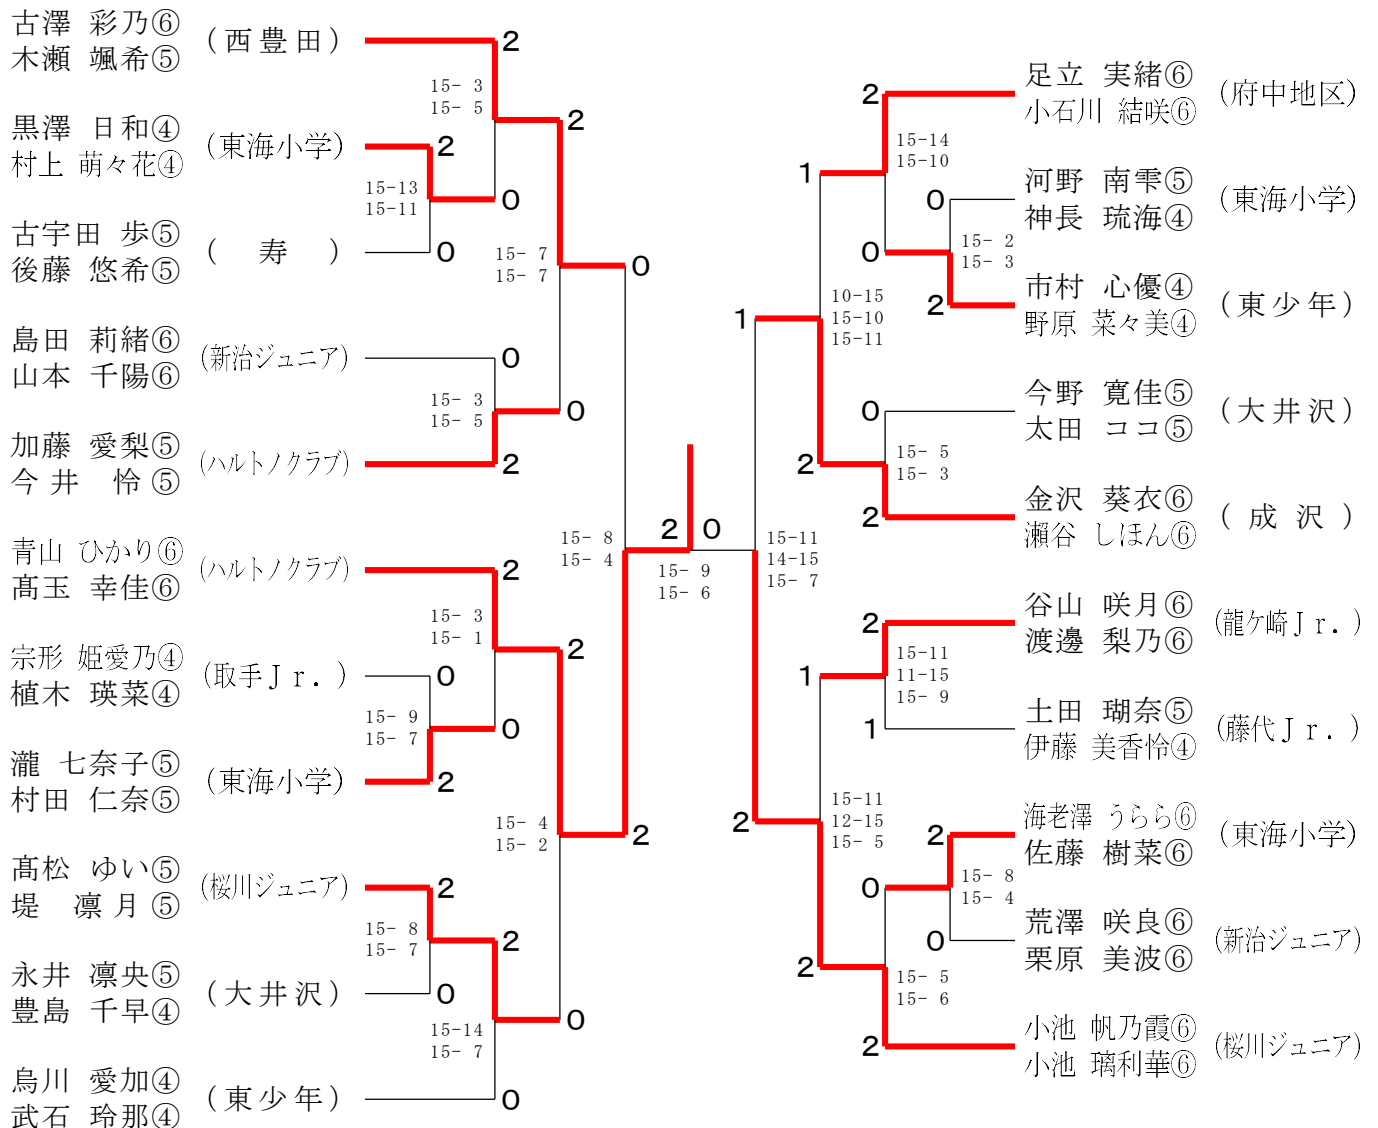 古澤 彩乃⑥
木瀬 颯希⑤
(西豊田)
2
15- 3
15- 5
2
黒澤 日和④
村上 萌々花④
(東海小学)
2
15-13
15-11
0
古宇田 歩⑤
後藤 悠希⑤
( 寿 )
0
15- 7
15- 7
0
島田 莉緒⑥
山本 千陽⑥
(新治ジュニア)
0
15- 3
15- 5
0
加藤 愛梨⑤
今井 怜⑤
(ハルトノクラブ)
2
15- 8
15- 4
青山 ひかり⑥
髙玉 幸佳⑥
(ハルトノクラブ)
2
15- 3
15- 1
2
宗形 姫愛乃④
植木 瑛菜④
(取手Jr.)
0
15- 9
15- 7
0
瀧 七奈子⑤
村田 仁奈⑤
(東海小学)
2
15- 4
15- 2
2
髙松 ゆい⑤
堤 凛月⑤
(桜川ジュニア)
2
15- 8
15- 7
2
永井 凛央⑤
豊島 千早④
(大井沢)
0
15-14
15- 7
0
烏川 愛加④
武石 玲那④
(東少年)
0
2 0
15- 9
15- 6
足立 実緒⑥
小石川 結咲⑥
(府中地区)
2
15-14
15-10
1
河野 南雫⑤
神長 琉海④
(東海小学)
0
15- 2
15- 3
0
市村 心優④
野原 菜々美④
(東少年)
2
10-15
15-10
15-11
1
今野 寛佳⑤
太田 ココ⑤
(大井沢)
0
15- 5
15- 3
2
金沢 葵衣⑥
瀬谷 しほん⑥
(成沢)
2
15-11
14-15
15- 7
谷山 咲月⑥
渡邊 梨乃⑥
(龍ケ崎Jr.)
2
15-11
11-15
15- 9
1
土田 瑚奈⑤
伊藤 美香怜④
(藤代Jr.)
1
15-11
12-15
15- 5
2
海老澤 うらら⑥
佐藤 樹菜⑥
(東海小学)
2
15- 8
15- 4
0
荒澤 咲良⑥
栗原 美波⑥
(新治ジュニア)
0
15- 5
15- 6
2
小池 帆乃霞⑥
小池 璃利華⑥
(桜川ジュニア)
2